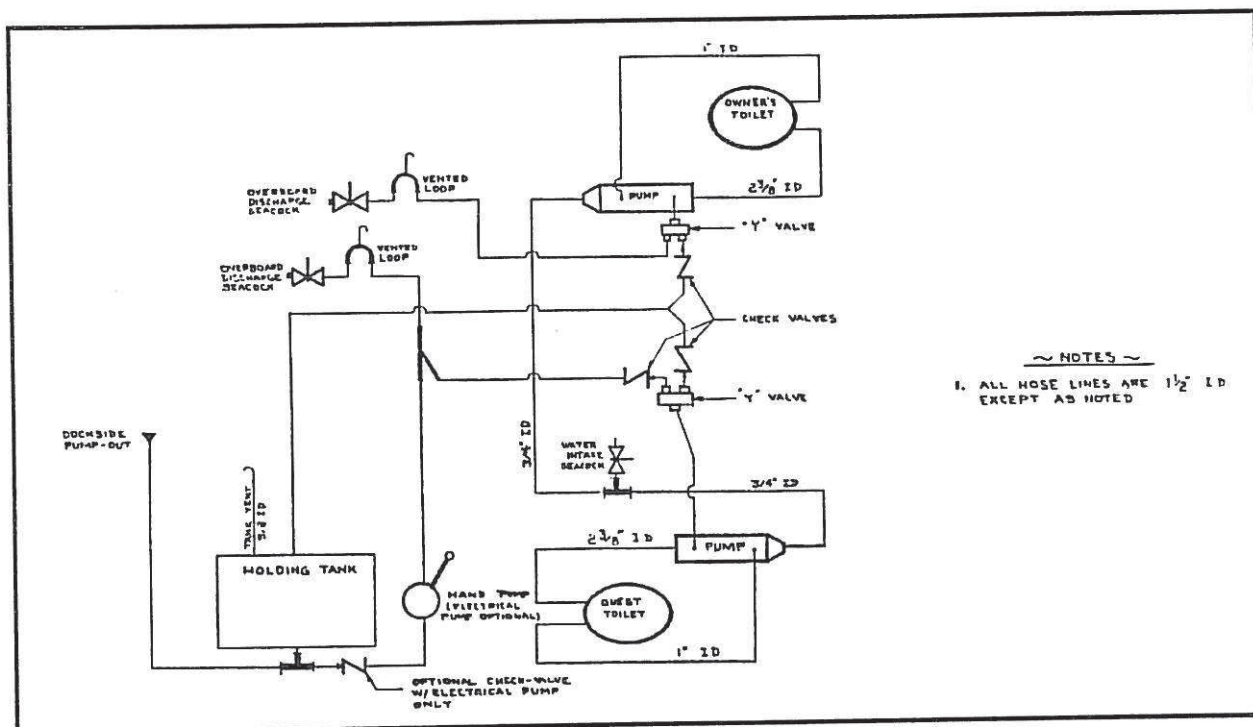 1" ID
OWNER'S
TOILET
OVERBOARD
DISCHARGE
SEACOCK
VENTED
LOOP
PUMP
2 3/8" ID
"Y" VALVE
OVERBOARD
DISCHARGE
SEACOCK
VENTED
LOOP
CHECK VALVES
~ NOTES ~
1. ALL HOSE LINES ARE 1 1/2" ID
EXCEPT AS NOTED
"Y" VALVE
DOCKSIDE
PUMP-OUT
3/4" ID
WATER
INTAKE
SEACOCK
3/4" ID
TANK VENT
5/8 ID
2 3/8" ID
PUMP
HOLDING TANK
HAND PUMP
(ELECTRICAL
PUMP OPTIONAL)
GUEST
TOILET
1" ID
OPTIONAL CHECK-VALVE
W/ELECTRICAL PUMP
ONLY